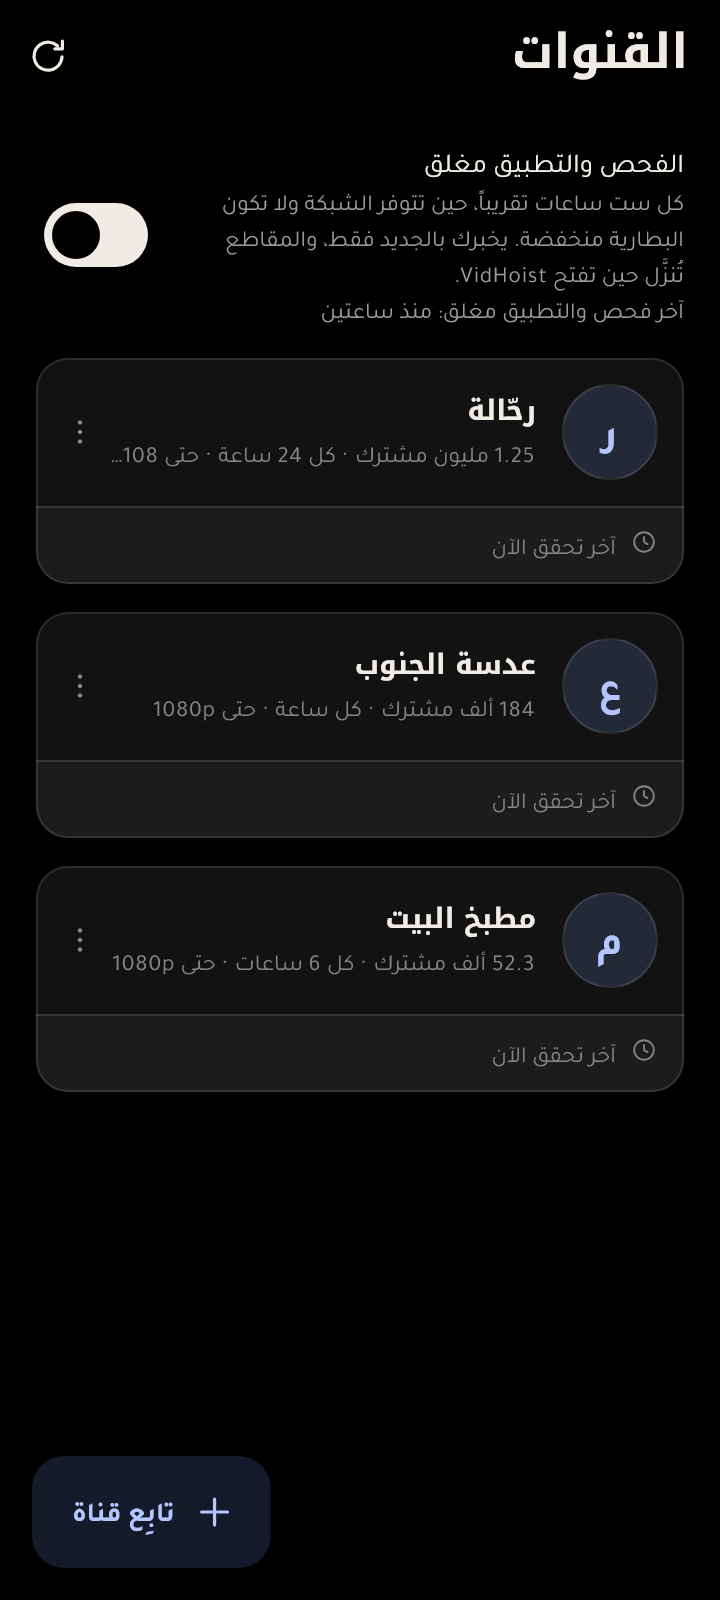 القنوات
الفحص والتطبيق مغلق
كل ست ساعات تقريباً، حين تتوفر الشبكة ولا تكون
البطارية منخفضة. يخبرك بالجديد فقط، والمقاطع
تُنزَّل حين تفتح VidHoist.
آخر فحص والتطبيق مغلق: منذ ساعتين
ر
رحّالة
1.25 مليون مشترك · كل 24 ساعة · حتى 108…
آخر تحقق الآن
ع
عدسة الجنوب
184 ألف مشترك · كل ساعة · حتى 1080p
آخر تحقق الآن
م
مطبخ البيت
52.3 ألف مشترك · كل 6 ساعات · حتى 1080p
آخر تحقق الآن
تابِع قناة